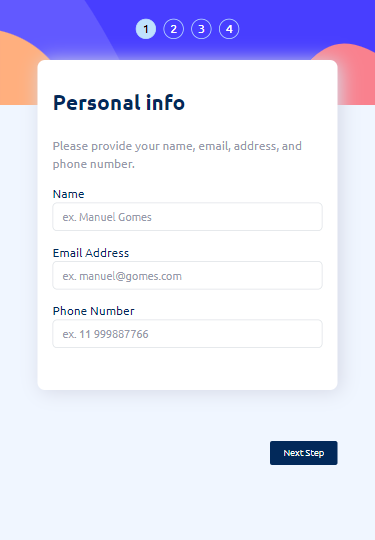 1 2 3 4
Personal info
Please provide your name, email, address, and
phone number.
Name
ex. Manuel Gomes
Email Address
ex. manuel@gomes.com
Phone Number
ex. 11 999887766
Next Step